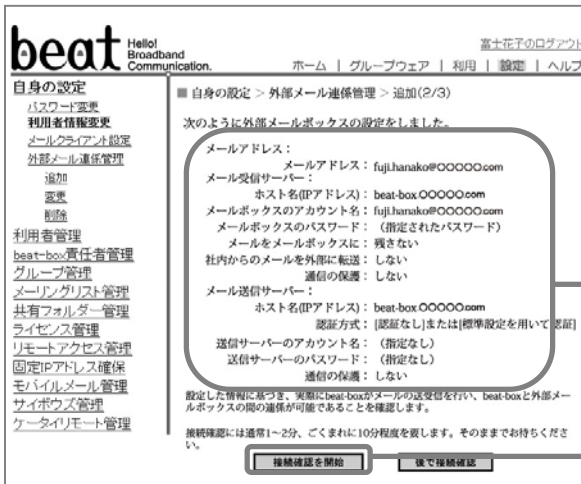 beat Hello!
Broadband
Communication.
富士花子のログアウト
ホーム | グループウェア | 利用 | 設定 | ヘルプ
自身の設定
パスワード変更
利用者情報変更
メールクライアント設定
外部メール連係管理
追加
変更
削除
利用者管理
beat-box責任者管理
グループ管理
メーリングリスト管理
共有フォルダー管理
ライセンス管理
リモートアクセス管理
固定IPアドレス確保
モバイルメール管理
サイボウズ管理
ケータイリモート管理
■ 自身の設定 > 外部メール連係管理 > 追加(2/3)
次のように外部メールボックスの設定をしました。
メールアドレス：
メールアドレス： fuji.hanako@OOOOO.com
メール受信サーバー：
ホスト名(IPアドレス)： beat-box.OOOOO.com
メールボックスのアカウント名： fuji.hanako@OOOOO.com
メールボックスのパスワード： （指定されたパスワード）
メールをメールボックスに： 残さない
社内からのメールを外部に転送： しない
通信の保護： しない
メール送信サーバー：
ホスト名(IPアドレス)： beat-box.OOOOO.com
認証方式： [認証なし]または[標準設定を用いて認証]
送信サーバーのアカウント名： （指定なし）
送信サーバーのパスワード： （指定なし）
通信の保護： しない
設定した情報に基づき、実際にbeat-boxがメールの送受信を行い、beat-boxと外部メー
ルボックスの間の連係が可能であることを確認します。
接続確認には通常1～2分、ごくまれに10分程度を要します。そのままでお待ちくださ
い。
接続確認を開始 後で接続確認